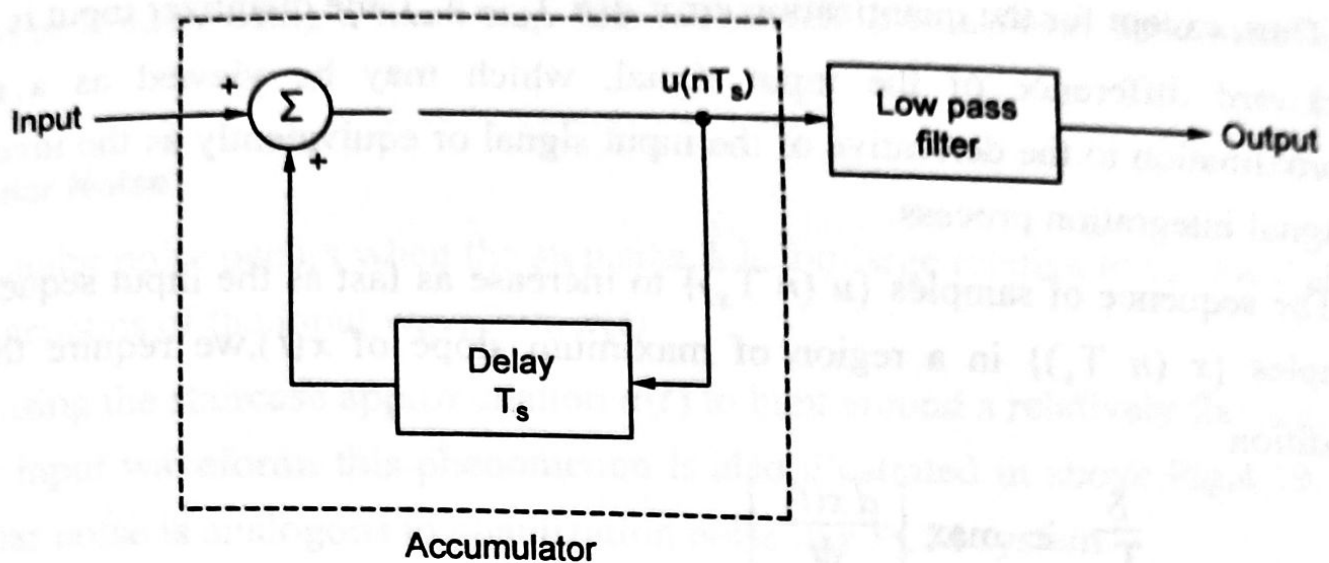 Input
+
Σ
+
u(nTs)
Low pass
filter
Output
Delay
Ts
Accumulator